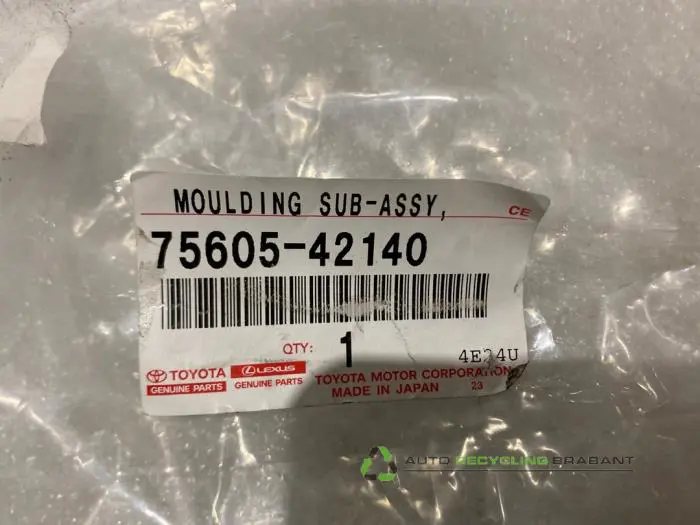 MOULDING SUB-ASSY,
CE
75605-42140
QTY: 1
4E24U
TOYOTA LEXUS
GENUINE PARTS GENUINE PARTS
TOYOTA MOTOR CORPORATION
MADE IN JAPAN 23
AUTO RECYCLING BRABANT